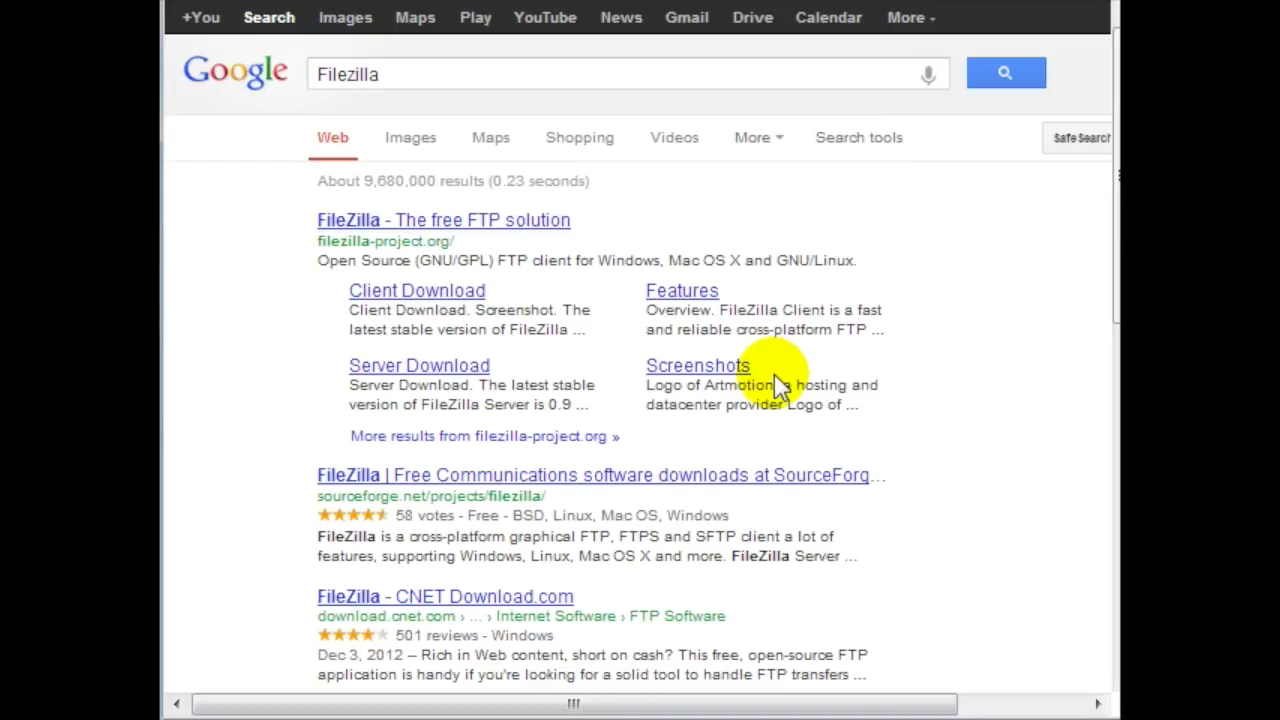 +You Search Images Maps Play YouTube News Gmail Drive Calendar More
Google Filezilla
Web Images Maps Shopping Videos More Search tools SafeSearch
About 9,680,000 results (0.23 seconds)
FileZilla - The free FTP solution
filezilla-project.org/
Open Source (GNU/GPL) FTP client for Windows, Mac OS X and GNU/Linux.
Client Download
Client Download. Screenshot. The
latest stable version of FileZilla ...
Features
Overview. FileZilla Client is a fast
and reliable cross-platform FTP ...
Server Download
Server Download. The latest stable
version of FileZilla Server is 0.9 ...
Screenshots
Logo of Artmotion, a hosting and
datacenter provider Logo of ...
More results from filezilla-project.org »
FileZilla | Free Communications software downloads at SourceForg...
sourceforge.net/projects/filezilla/
58 votes - Free - BSD, Linux, Mac OS, Windows
FileZilla is a cross-platform graphical FTP, FTPS and SFTP client a lot of
features, supporting Windows, Linux, Mac OS X and more. FileZilla Server ...
FileZilla - CNET Download.com
download.cnet.com › ... › Internet Software › FTP Software
501 reviews - Windows
Dec 3, 2012 – Rich in Web content, short on cash? This free, open-source FTP
application is handy if you're looking for a solid tool to handle FTP transfers ...